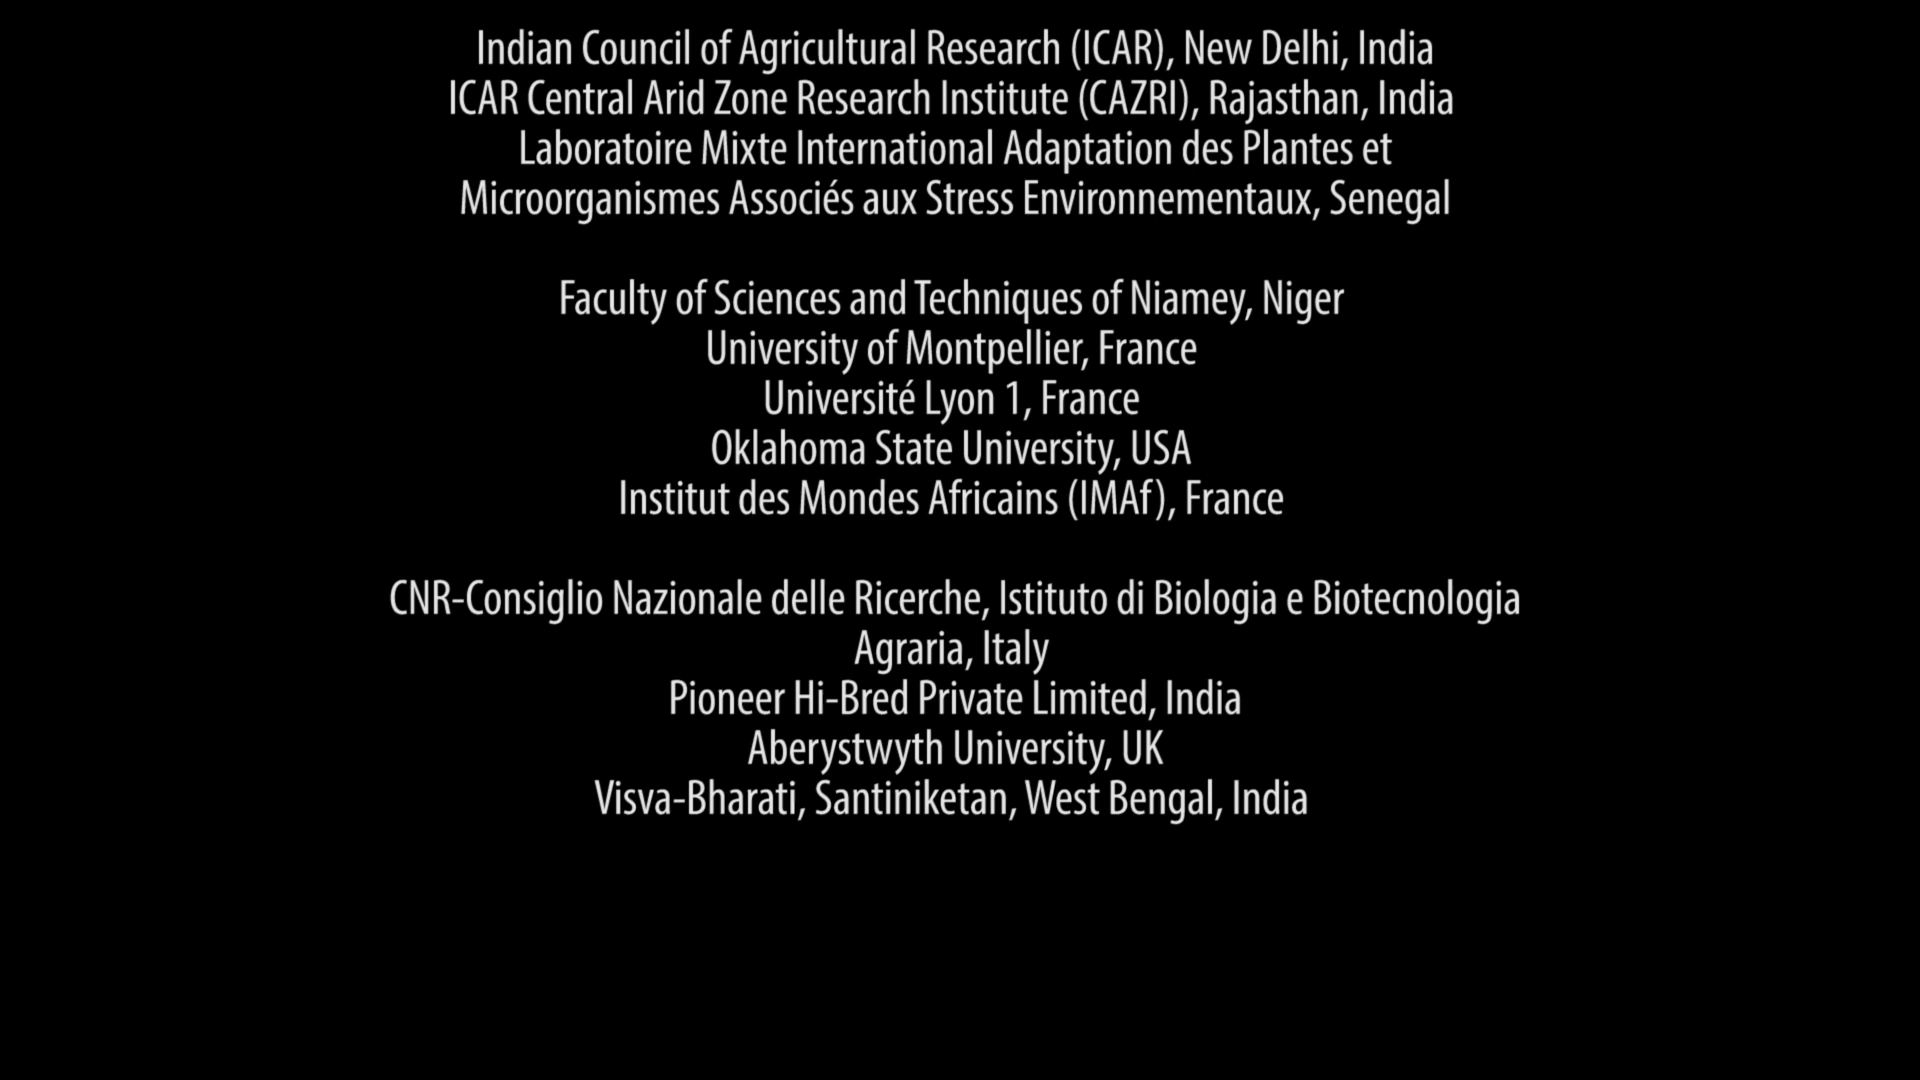 Indian Council of Agricultural Research (ICAR), New Delhi, India
ICAR Central Arid Zone Research Institute (CAZRI), Rajasthan, India
Laboratoire Mixte International Adaptation des Plantes et
Microorganismes Associés aux Stress Environnementaux, Senegal
Faculty of Sciences and Techniques of Niamey, Niger
University of Montpellier, France
Université Lyon 1, France
Oklahoma State University, USA
Institut des Mondes Africains (IMAf), France
CNR-Consiglio Nazionale delle Ricerche, Istituto di Biologia e Biotecnologia
Agraria, Italy
Pioneer Hi-Bred Private Limited, India
Aberystwyth University, UK
Visva-Bharati, Santiniketan, West Bengal, India